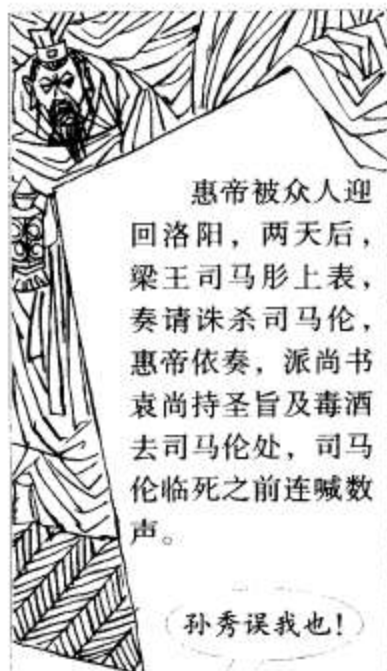 惠帝被众人迎
回洛阳，两天后，
梁王司马肜上表，
奏请诛杀司马伦，
惠帝依奏，派尚书
袁尚持圣旨及毒酒
去司马伦处，司马
伦临死之前连喊数
声。
孙秀误我也！